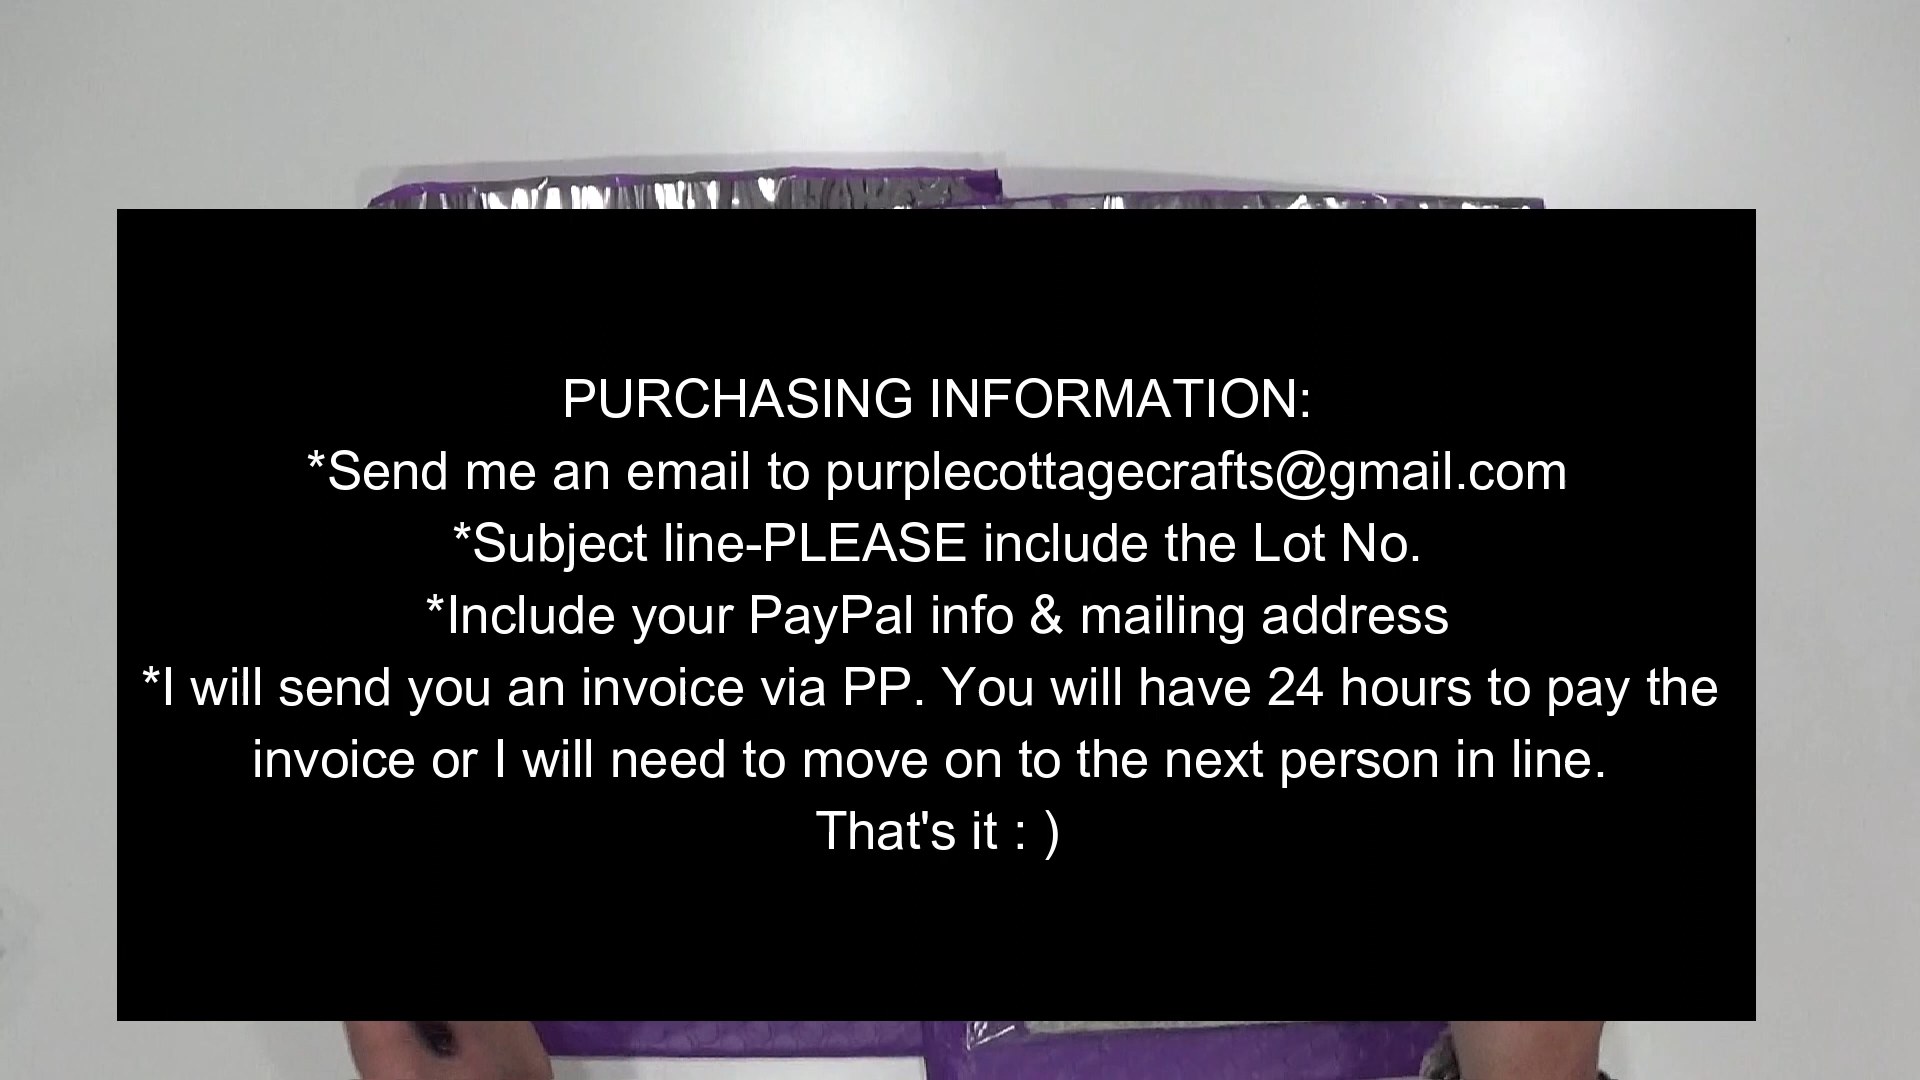 PURCHASING INFORMATION:
*Send me an email to purplecottagecrafts@gmail.com
*Subject line-PLEASE include the Lot No.
*Include your PayPal info & mailing address
*I will send you an invoice via PP. You will have 24 hours to pay the
invoice or I will need to move on to the next person in line.
That's it : )